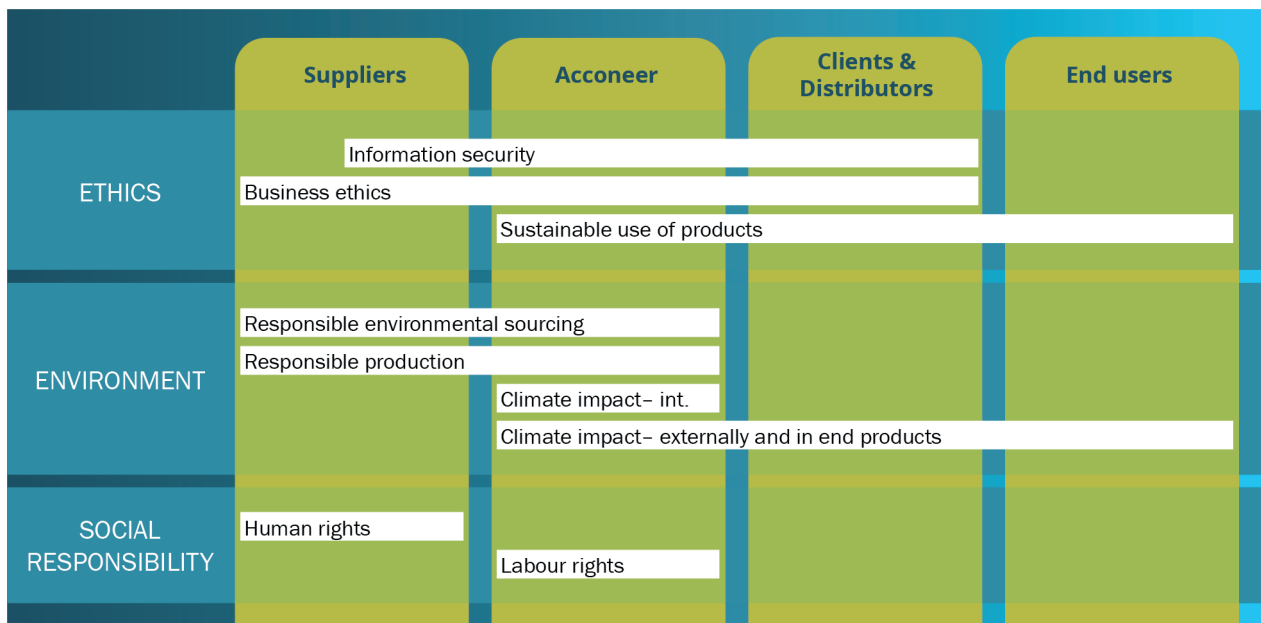 Suppliers
Acconeer
Clients &
Distributors
End users
ETHICS
Information security
Business ethics
Sustainable use of products
ENVIRONMENT
Responsible environmental sourcing
Responsible production
Climate impact– int.
Climate impact– externally and in end products
SOCIAL
RESPONSIBILITY
Human rights
Labour rights